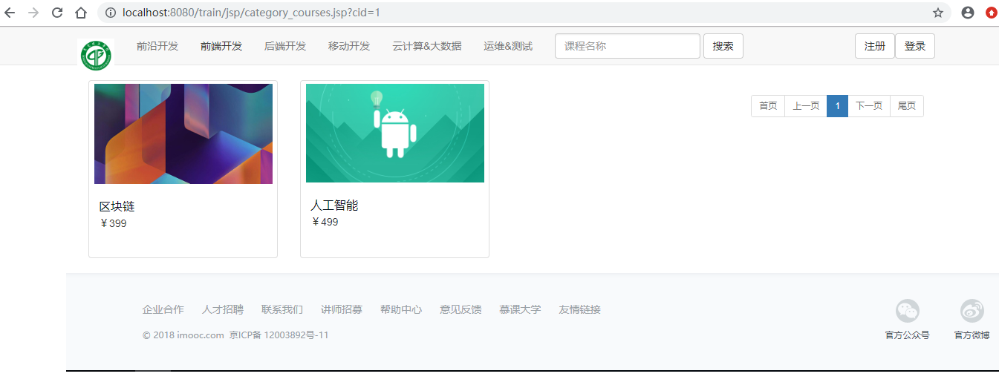 localhost:8080/train/jsp/category_courses.jsp?cid=1
前沿开发 前端开发 后端开发 移动开发 云计算&大数据 运维&测试 课程名称 搜索 注册 登录
首页 上一页 1 下一页 尾页
区块链
￥399
人工智能
￥499
企业合作 人才招聘 联系我们 讲师招募 帮助中心 意见反馈 慕课大学 友情链接
© 2018 imooc.com 京ICP备 12003892号-11
官方公众号 官方微博